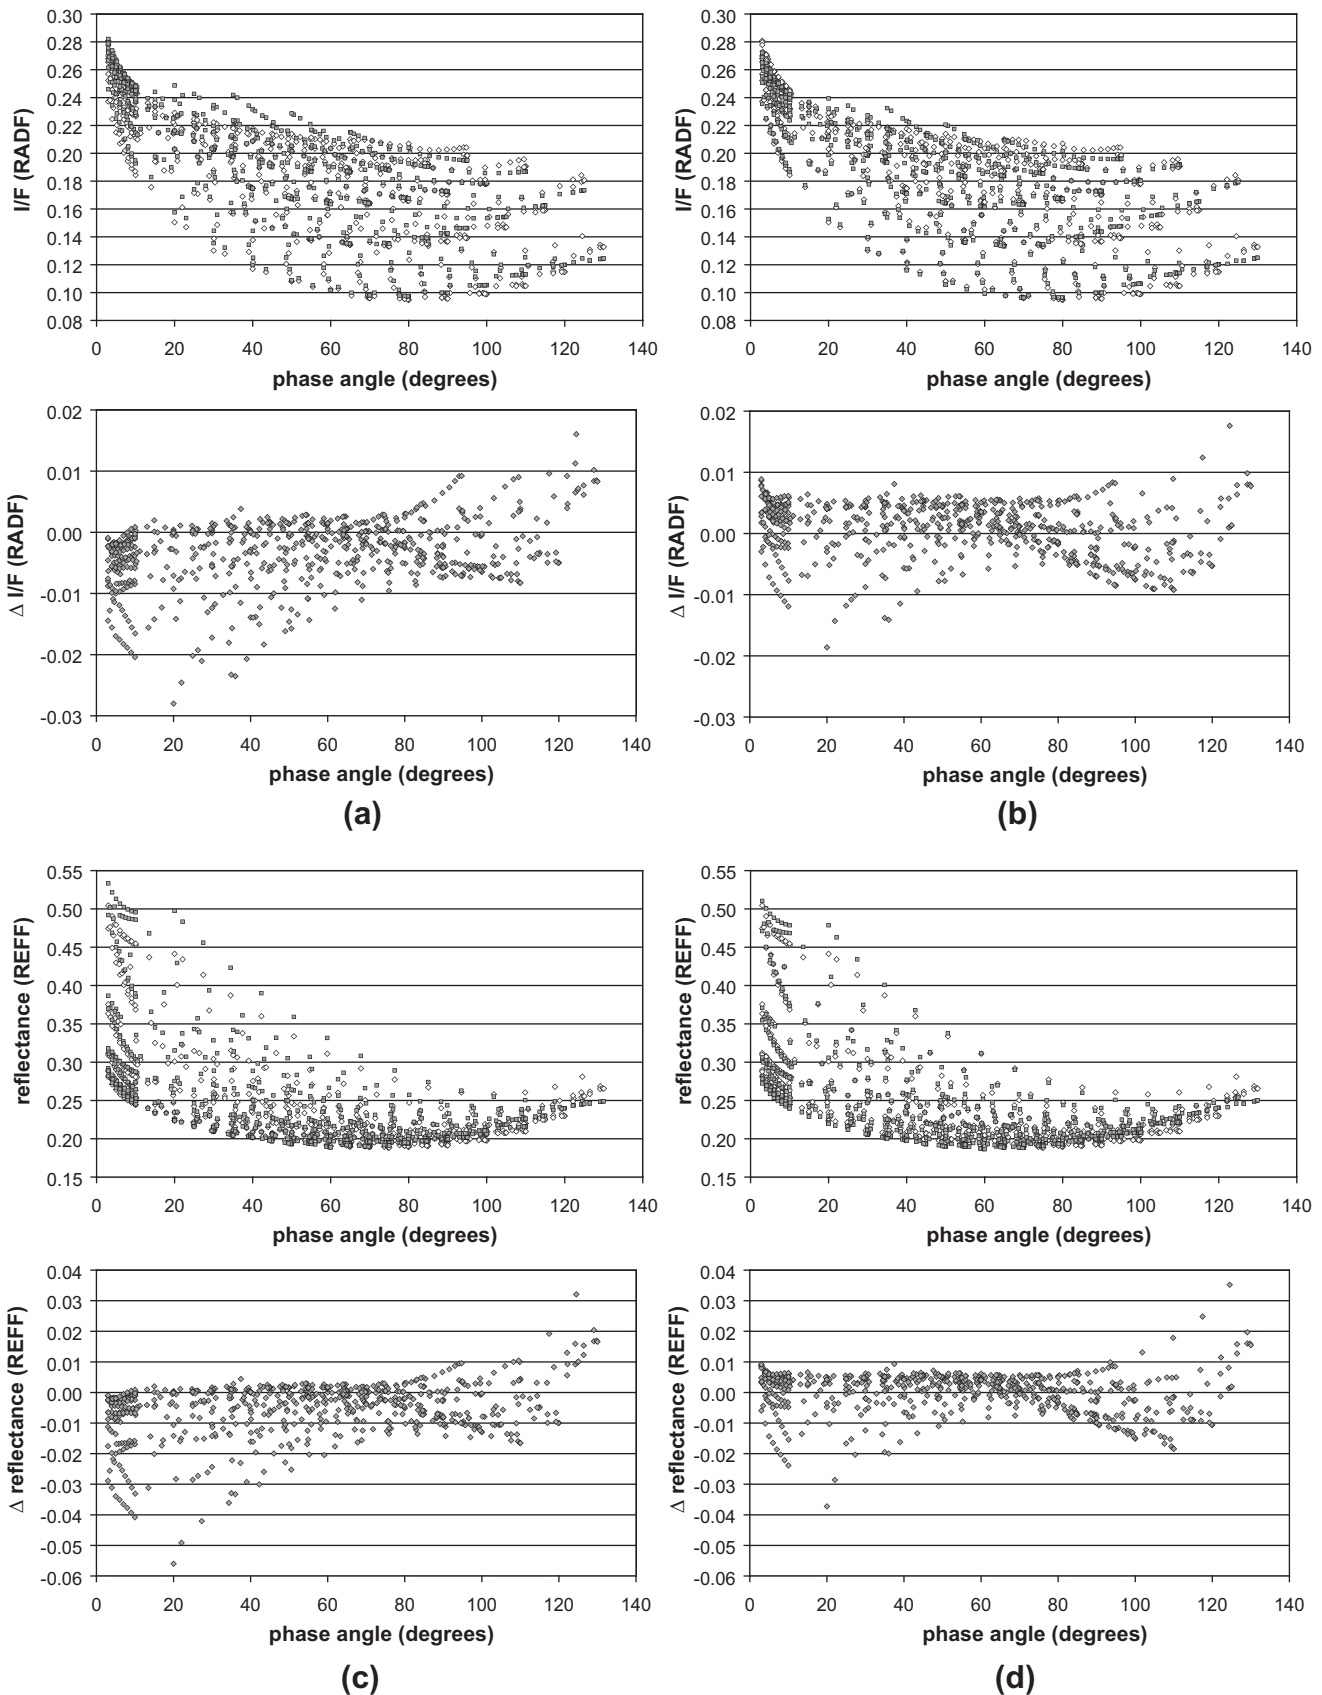 0.30
0.28
0.26
0.24
0.22
0.20
0.18
0.16
0.14
0.12
0.10
0.08
I/F (RADF)
0 20 40 60 80 100 120 140
phase angle (degrees)
0.30
0.28
0.26
0.24
0.22
0.20
0.18
0.16
0.14
0.12
0.10
0.08
I/F (RADF)
0 20 40 60 80 100 120 140
phase angle (degrees)
0.02
0.01
0.00
-0.01
-0.02
-0.03
Δ I/F (RADF)
0 20 40 60 80 100 120 140
phase angle (degrees)
(a)
0.02
0.01
0.00
-0.01
-0.02
-0.03
Δ I/F (RADF)
0 20 40 60 80 100 120 140
phase angle (degrees)
(b)
0.55
0.50
0.45
0.40
0.35
0.30
0.25
0.20
0.15
reflectance (REFF)
0 20 40 60 80 100 120 140
phase angle (degrees)
0.55
0.50
0.45
0.40
0.35
0.30
0.25
0.20
0.15
reflectance (REFF)
0 20 40 60 80 100 120 140
phase angle (degrees)
0.04
0.03
0.02
0.01
0.00
-0.01
-0.02
-0.03
-0.04
-0.05
-0.06
Δ reflectance (REFF)
0 20 40 60 80 100 120 140
phase angle (degrees)
(c)
0.04
0.03
0.02
0.01
0.00
-0.01
-0.02
-0.03
-0.04
-0.05
-0.06
Δ reflectance (REFF)
0 20 40 60 80 100 120 140
phase angle (degrees)
(d)